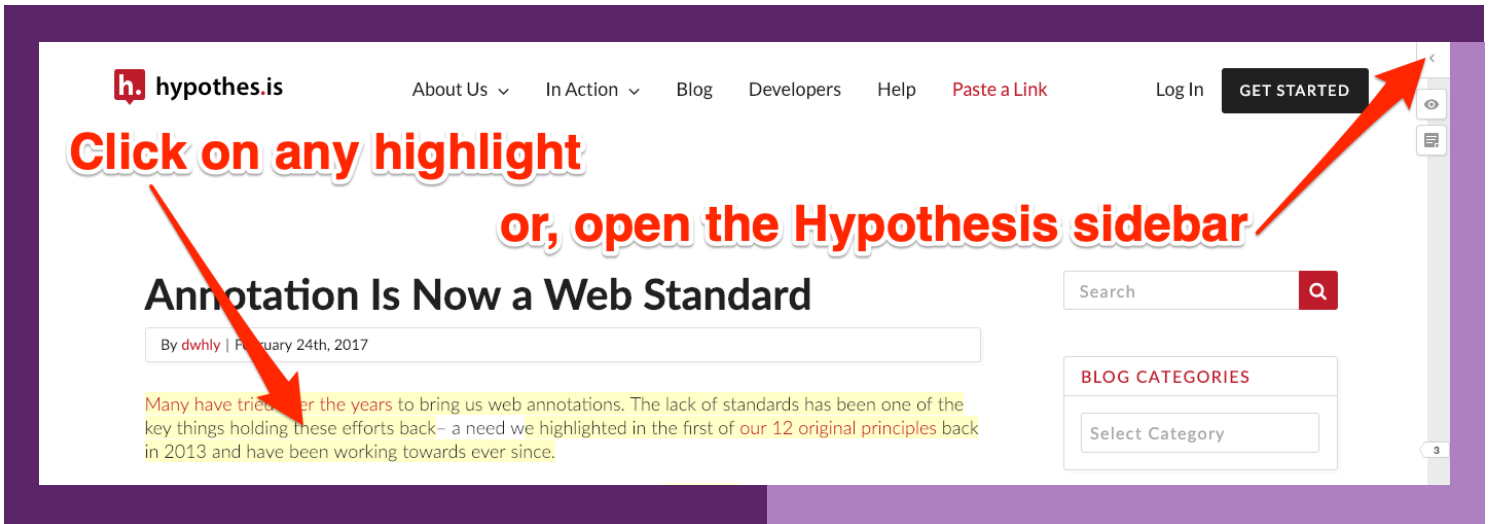 h. hypothes.is
About Us In Action Blog Developers Help Paste a Link Log In GET STARTED
Click on any highlight
or, open the Hypothesis sidebar
Annotation Is Now a Web Standard
Search
By dwhly | February 24th, 2017
BLOG CATEGORIES
Many have tried over the years to bring us web annotations. The lack of standards has been one of the
key things holding these efforts back– a need we highlighted in the first of our 12 original principles back
in 2013 and have been working towards ever since.
Select Category
3